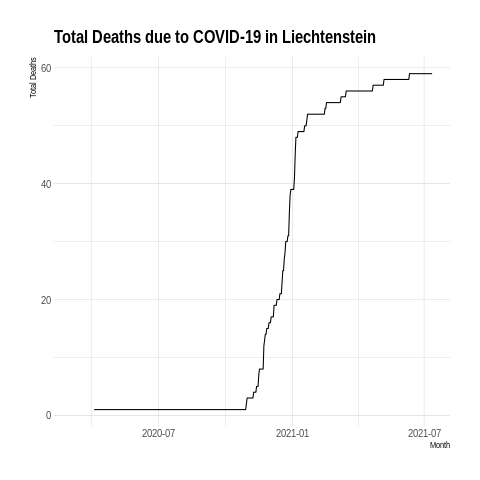 Total Deaths due to COVID-19 in Liechtenstein
Total Deaths
60
40
20
0
2020-07
2021-01
2021-07
Month